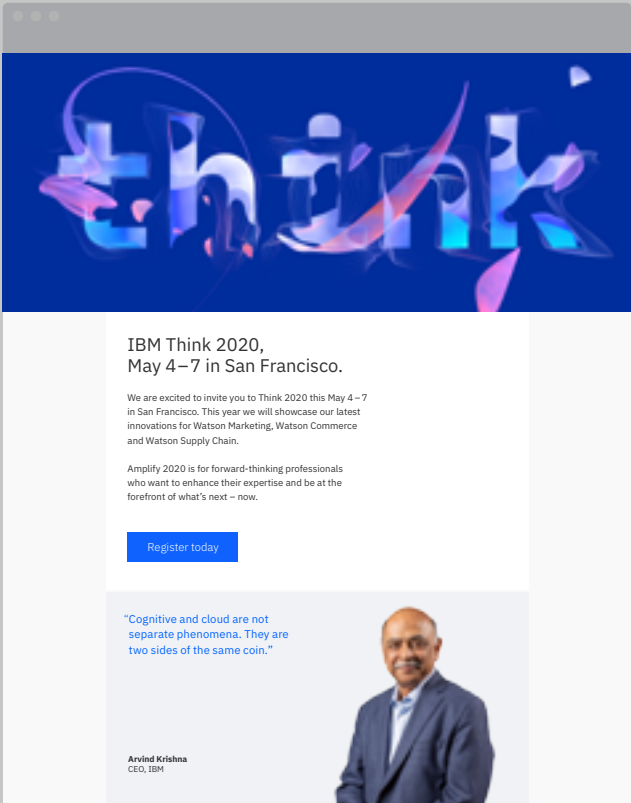 think
IBM Think 2020,
May 4–7 in San Francisco.
We are excited to invite you to Think 2020 this May 4–7
in San Francisco. This year we will showcase our latest
innovations for Watson Marketing, Watson Commerce
and Watson Supply Chain.
Amplify 2020 is for forward-thinking professionals
who want to enhance their expertise and be at the
forefront of what’s next – now.
Register today
“Cognitive and cloud are not
separate phenomena. They are
two sides of the same coin.”
Arvind Krishna
CEO, IBM